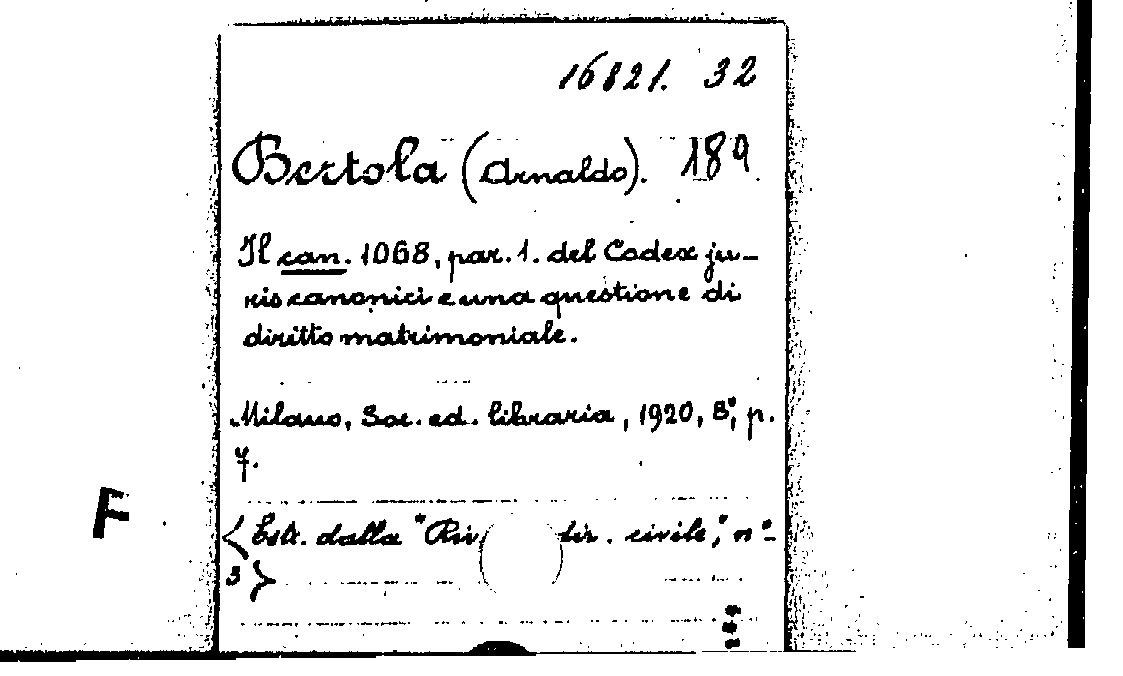 16821. 32
Bertola (Arnaldo). 189
Il can. 1068, par. 1. del Codex ju-
ris canonici e una questione di
diritto matrimoniale.
Milano, Soc. ed. libraria, 1920, 8°, p.
7.
F
< Estr. dalla "Ri dir. civile", n°-
3 >